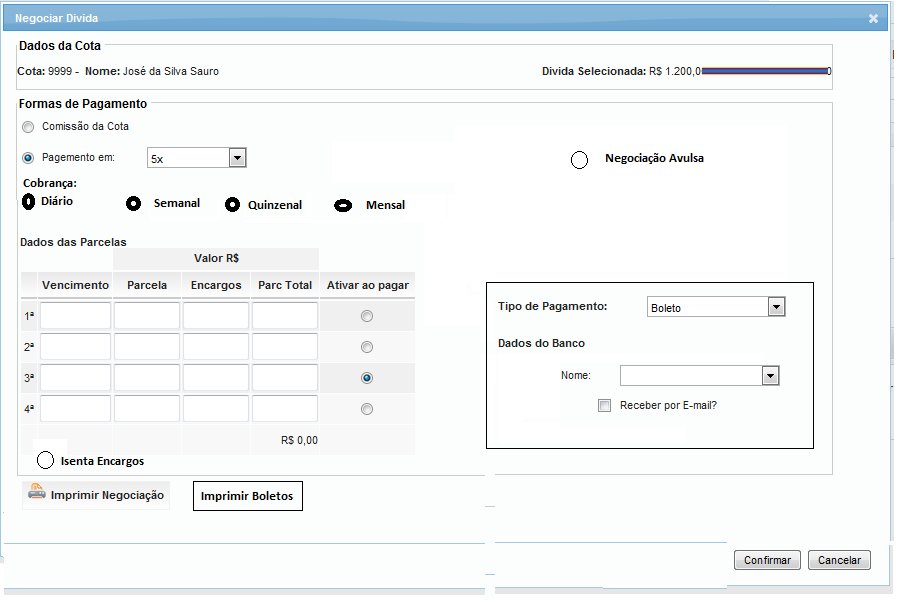 Negociar Divida
Dados da Cota
Cota: 9999 - Nome: José da Silva Sauro
Divida Selecionada: R$ 1.200,0 0
Formas de Pagamento
Comissão da Cota
Pagemento em: 5x
Negociação Avulsa
Cobrança:
Diário Semanal Quinzenal Mensal
Dados das Parcelas
Valor R$
Vencimento Parcela Encargos Parc Total Ativar ao pagar
1ª
2ª
3ª
4ª
R$ 0,00
Isenta Encargos
Tipo de Pagamento: Boleto
Dados do Banco
Nome:
Receber por E-mail?
Imprimir Negociação
Imprimir Boletos
Confirmar Cancelar